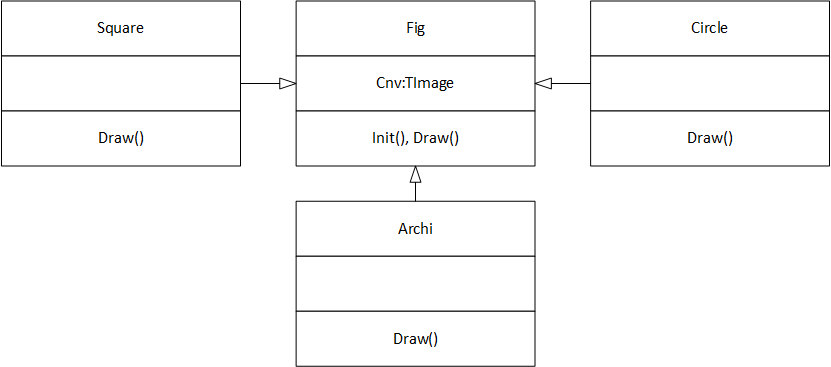 Square
Draw()
Fig
Cnv:TImage
Init(), Draw()
Circle
Draw()
Archi
Draw()